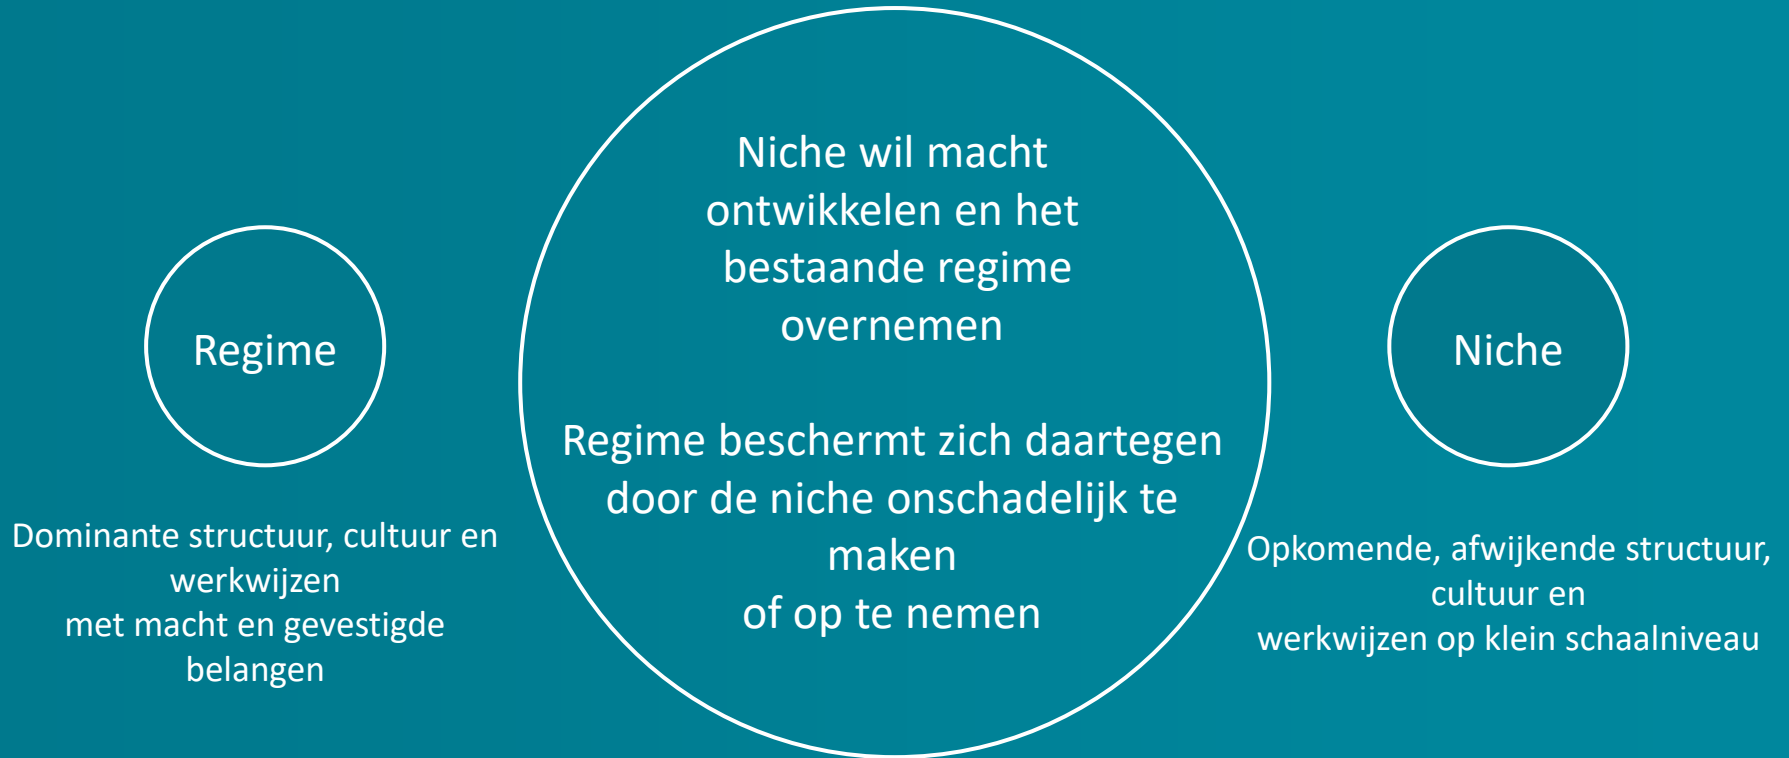 Regime
Dominante structuur, cultuur en
werkwijzen
met macht en gevestigde
belangen
Niche wil macht
ontwikkelen en het
bestaande regime
overnemen
Regime beschermt zich daartegen
door de niche onschadelijk te
maken
of op te nemen
Niche
Opkomende, afwijkende structuur,
cultuur en
werkwijzen op klein schaalniveau